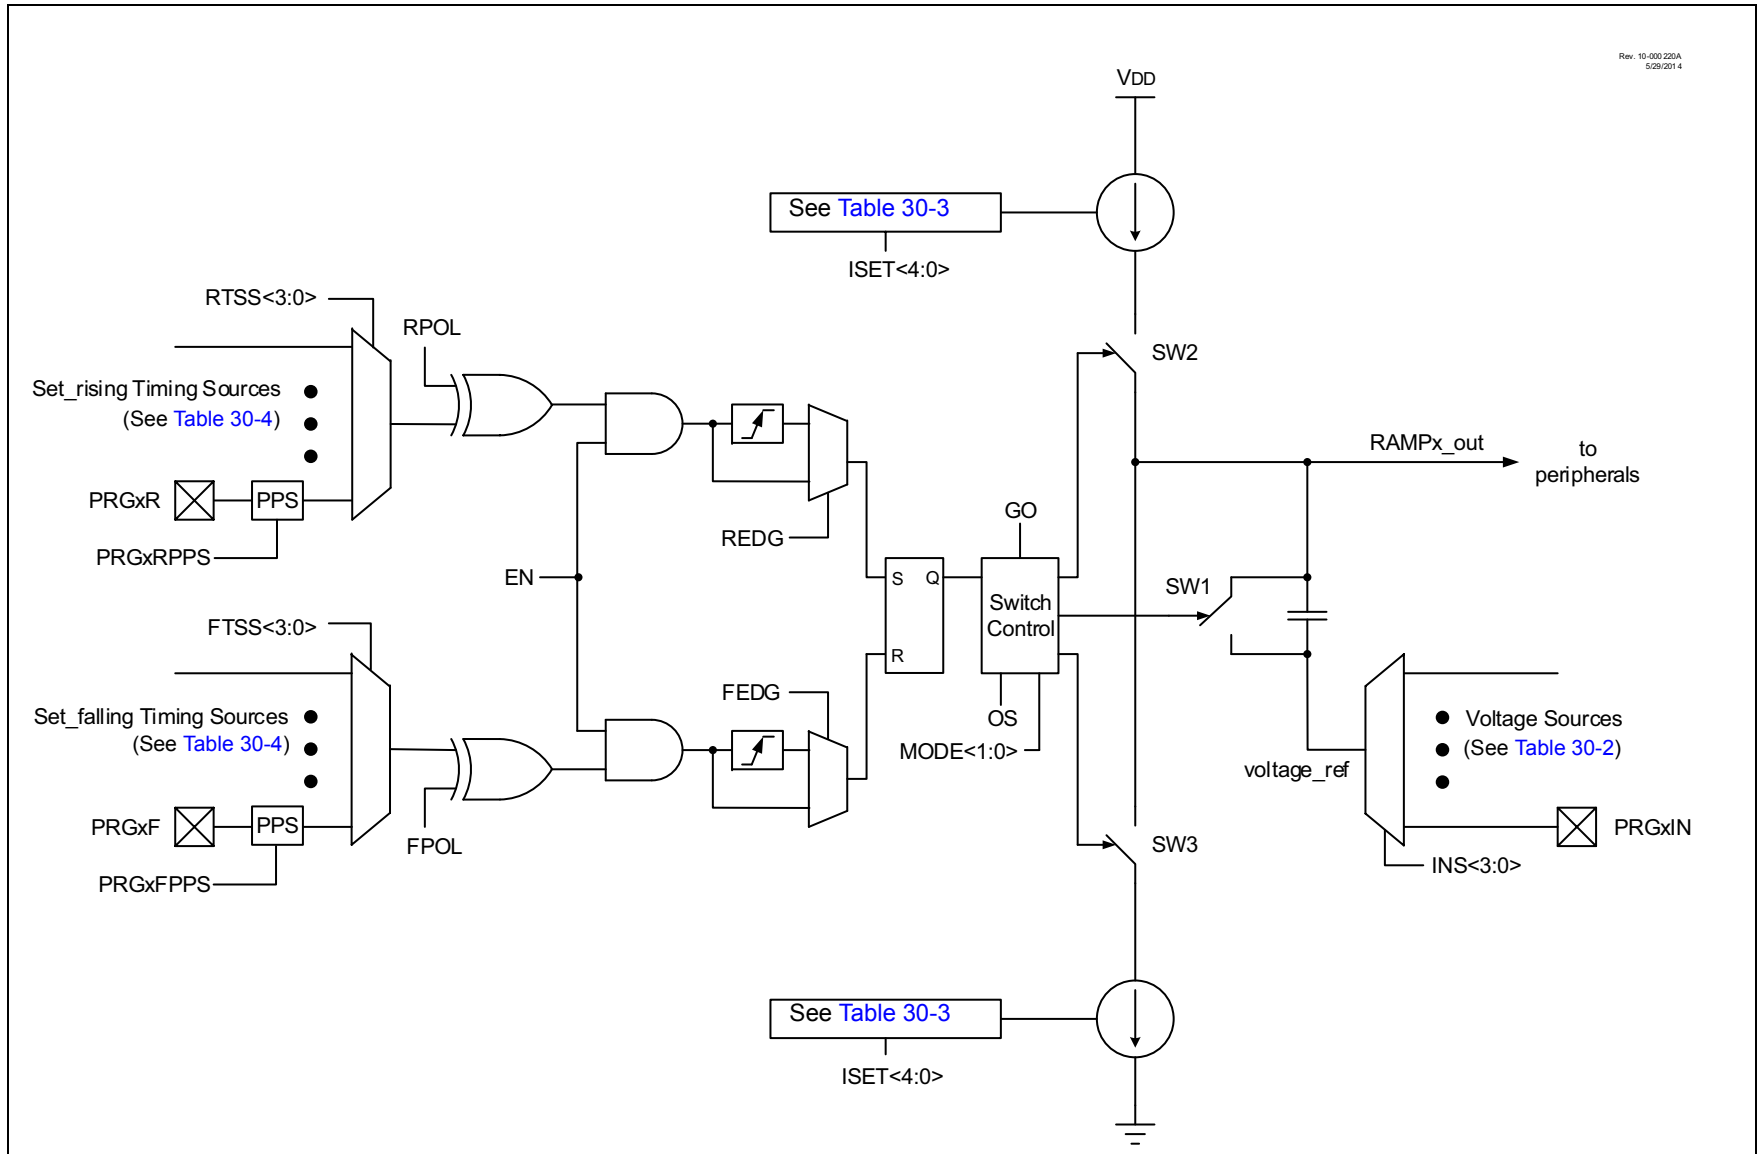 Rev. 10-000 220A
5/29/2014
VDD
See Table 30-3
ISET<4:0>
RTSS<3:0>
RPOL
SW2
Set_rising Timing Sources
(See Table 30-4)
RAMPx_out
to
peripherals
PRGxR
PPS
REDG
GO
PRGxRPPS
EN
S
Q
Switch
Control
SW1
FTSS<3:0>
R
FEDG
OS
MODE<1:0>
Set_falling Timing Sources
(See Table 30-4)
voltage_ref
Voltage Sources
(See Table 30-2)
PRGxF
PPS
FPOL
SW3
PRGxIN
INS<3:0>
PRGxFPPS
See Table 30-3
ISET<4:0>